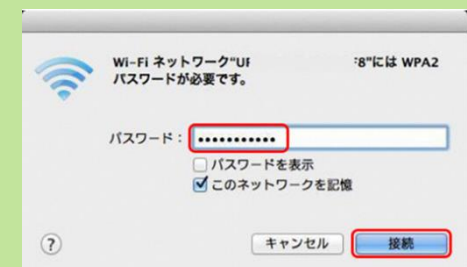 Wi-Fi ネットワーク"UF 8"には WPA2
パスワードが必要です。
パスワード： •••••••••••
パスワードを表示
このネットワークを記憶
?
キャンセル
接続